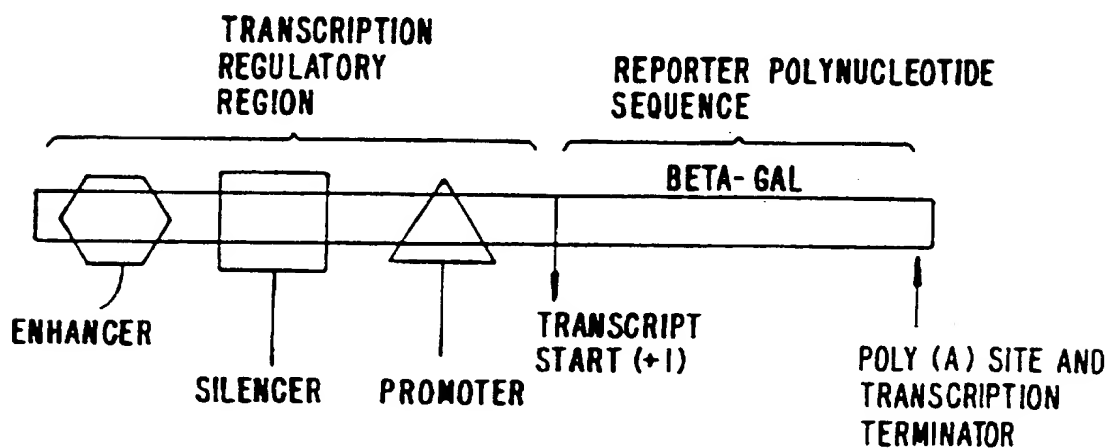 TRANSCRIPTION
REGULATORY
REGION
REPORTER POLYNUCLEOTIDE
SEQUENCE
BETA-GAL
ENHANCER
SILENCER
PROMOTER
TRANSCRIPT
START (+1)
POLY (A) SITE AND
TRANSCRIPTION
TERMINATOR